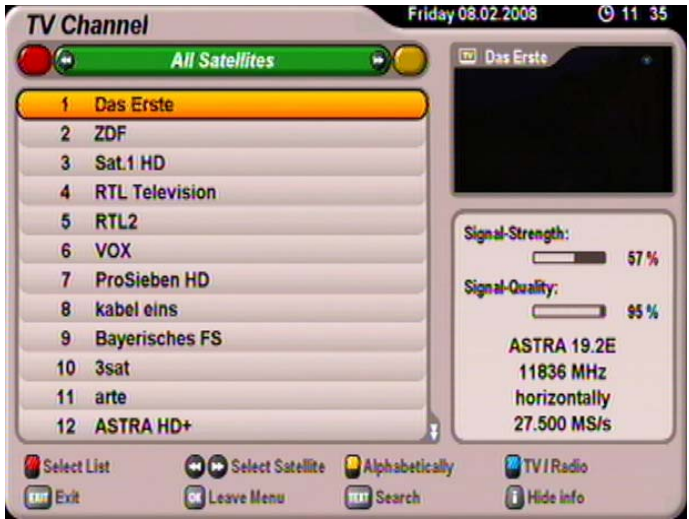 TV Channel
Friday 08.02.2008
11 35
All Satellites
TV Das Erste
1 Das Erste
2 ZDF
3 Sat.1 HD
4 RTL Television
5 RTL2
6 VOX
7 ProSieben HD
8 kabel eins
9 Bayerisches FS
10 3sat
11 arte
12 ASTRA HD+
Signal-Strength:
57 %
Signal-Quality:
95 %
ASTRA 19.2E
11836 MHz
horizontally
27.500 MS/s
Select List
Select Satellite
Alphabetically
TV / Radio
EXIT Exit
OK Leave Menu
TEXT Search
i Hide info